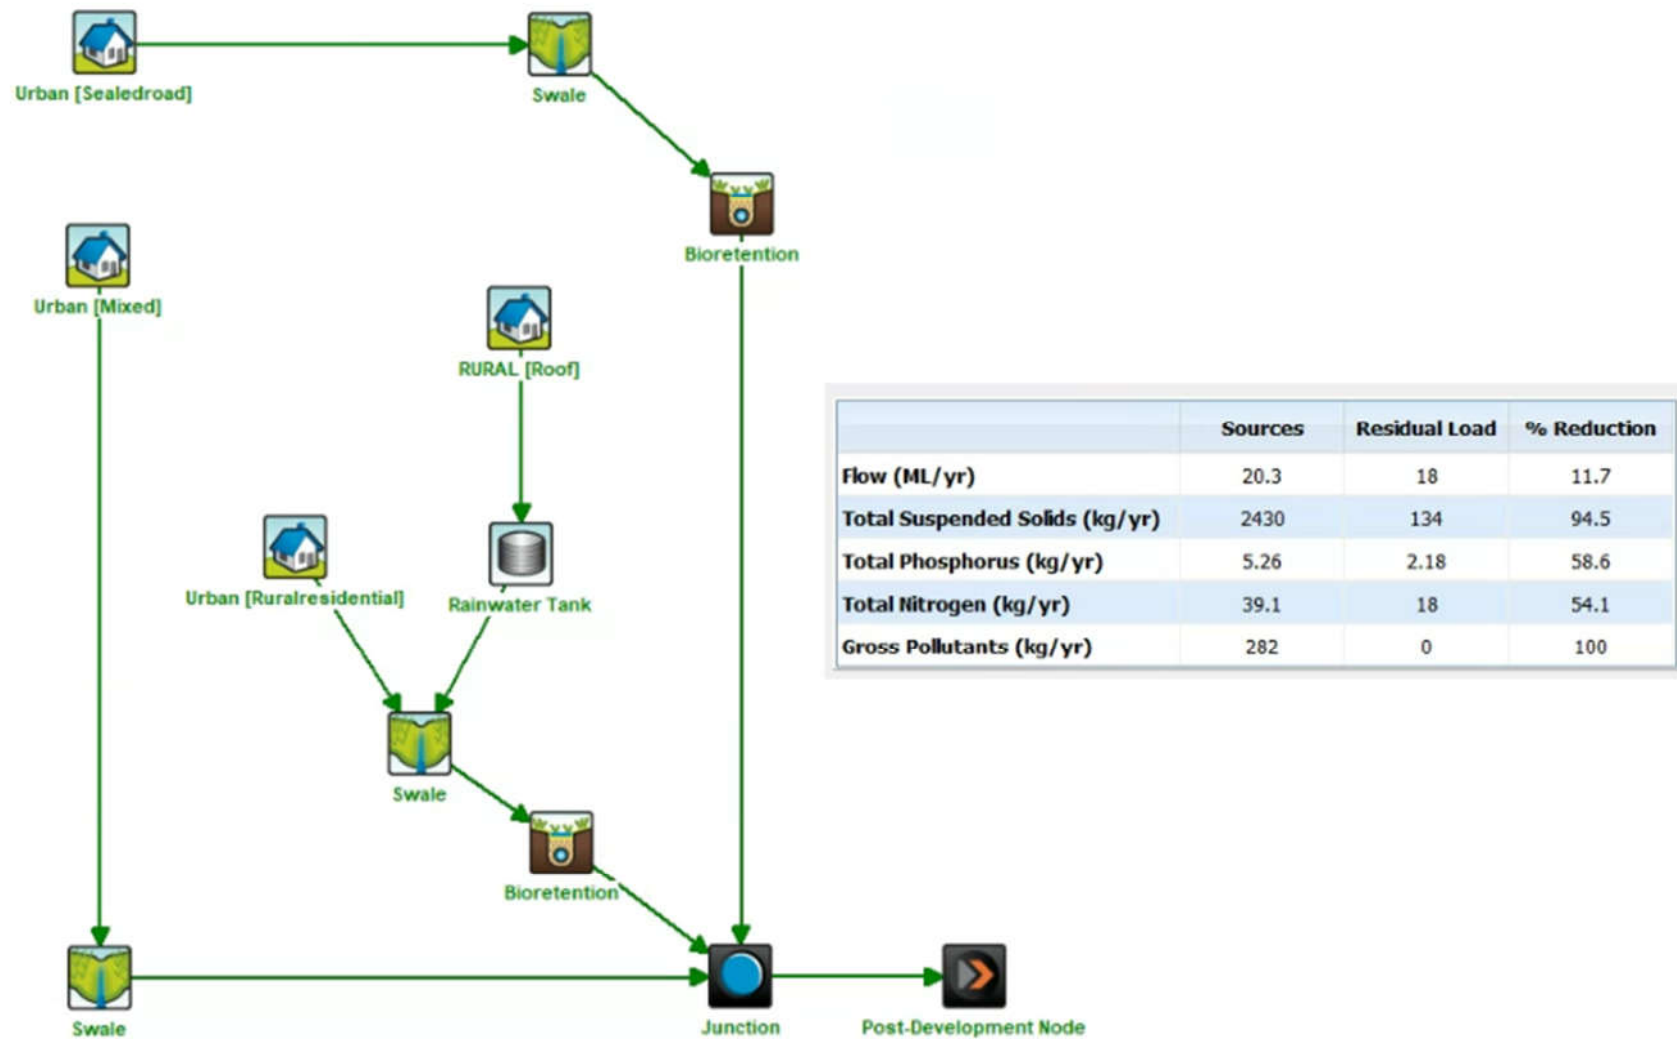 Urban [Sealedroad]
Swale
Bioretention
Urban [Mixed]
RURAL [Roof]
Urban [Ruralresidential]
Rainwater Tank
Swale
Bioretention
Swale
Junction
Post-Development Node
Sources Residual Load % Reduction
Flow (ML/yr) 20.3 18 11.7
Total Suspended Solids (kg/yr) 2430 134 94.5
Total Phosphorus (kg/yr) 5.26 2.18 58.6
Total Nitrogen (kg/yr) 39.1 18 54.1
Gross Pollutants (kg/yr) 282 0 100